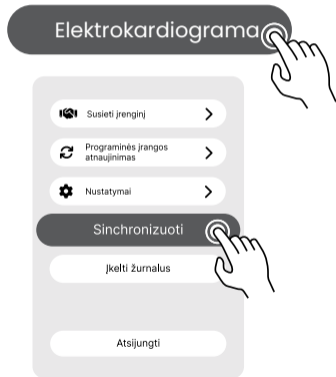 Elektrokardiograma
Susieti įrenginį
Programinės įrangos
atnaujinimas
Nustatymai
Sinchronizuoti
Įkelti žurnalus
Atsijungti